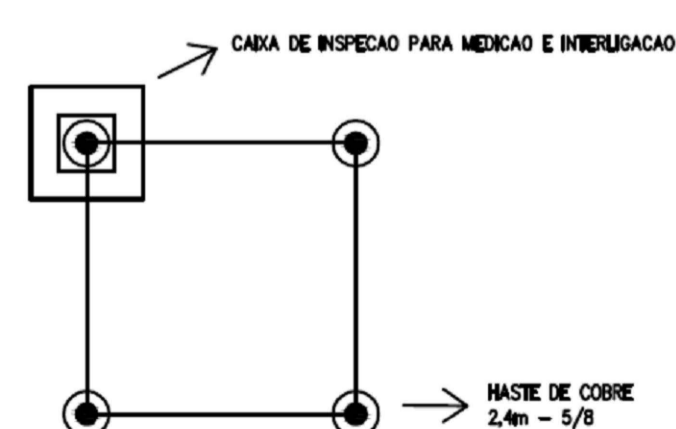 CAIXA DE INSPECAO PARA MEDICAO E INTERLIGACAO
HASTE DE COBRE
2,4m - 5/8